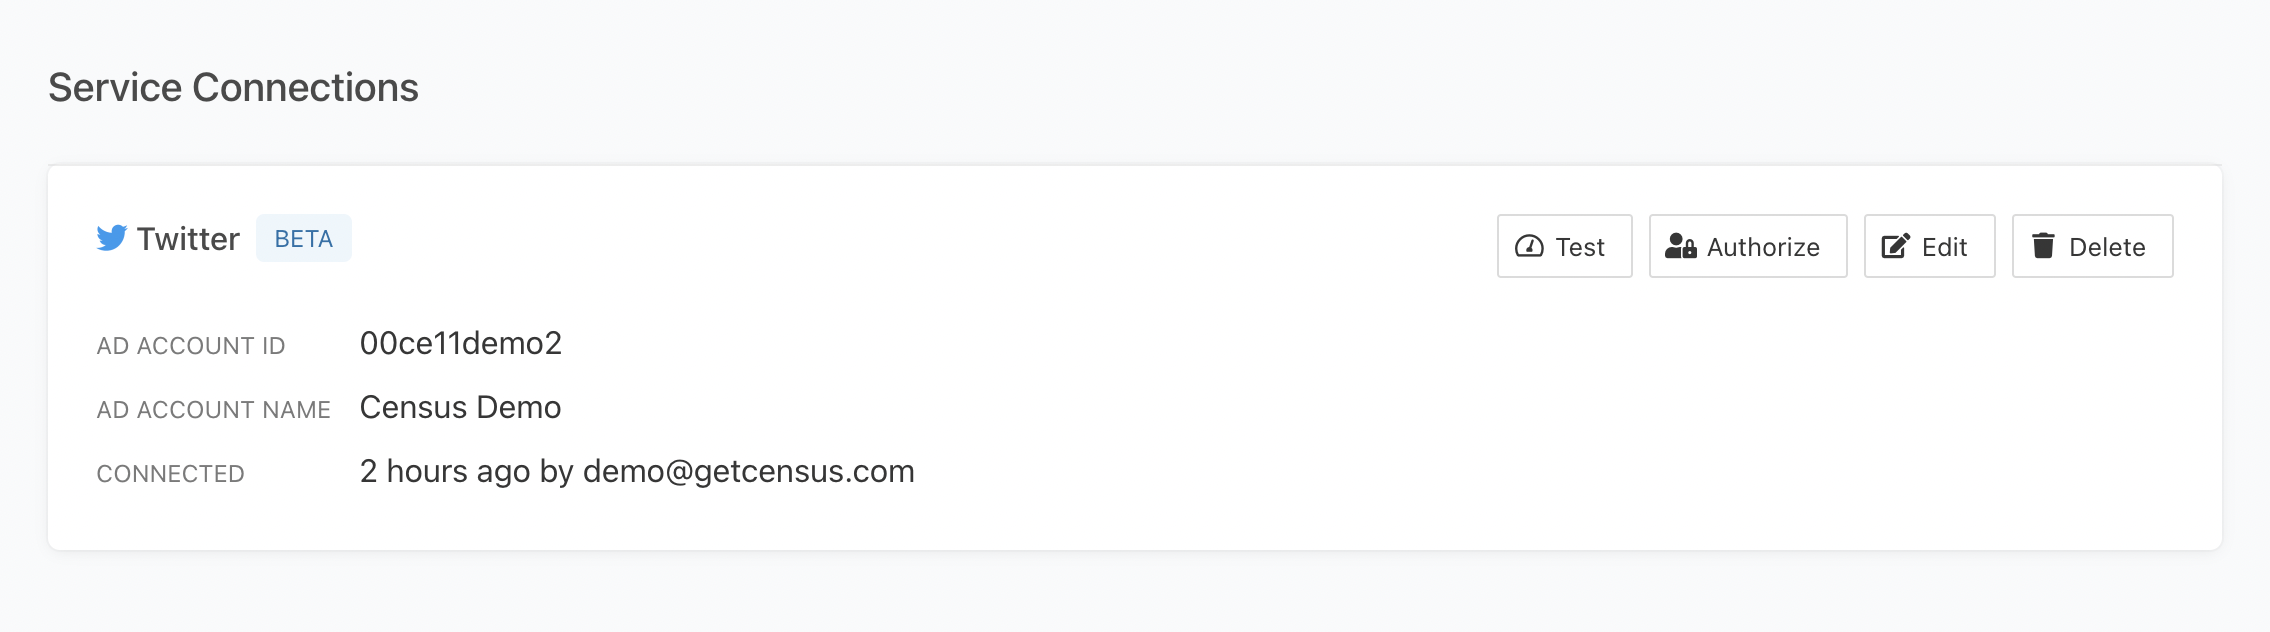 Service Connections
Twitter BETA
Test Authorize Edit Delete
AD ACCOUNT ID 00ce11demo2
AD ACCOUNT NAME Census Demo
CONNECTED 2 hours ago by demo@getcensus.com